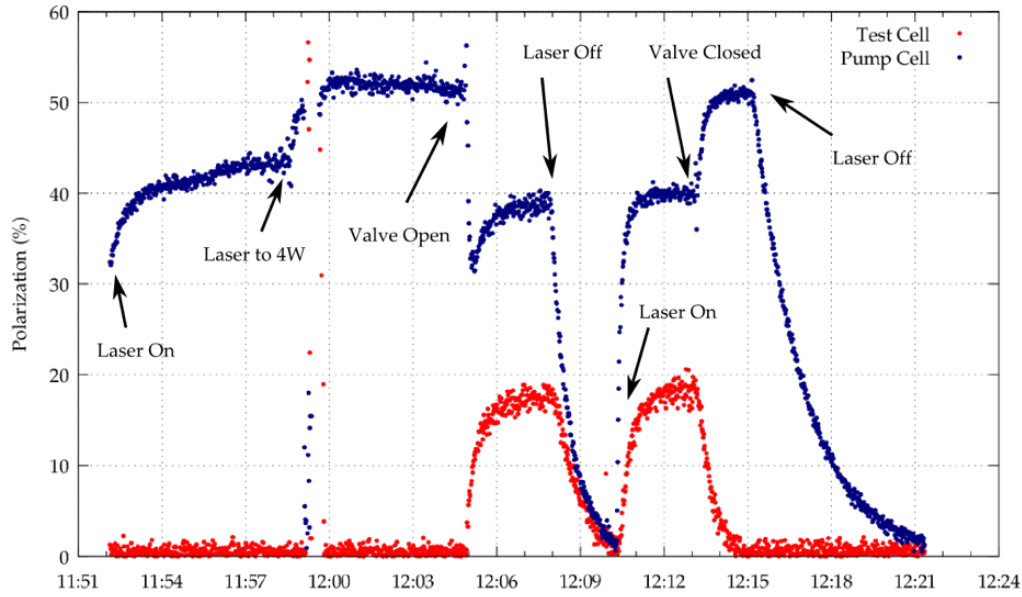 60
Test Cell
Pump Cell
Laser Off
Valve Closed
50
Laser Off
40
Valve Open
Laser to 4W
Polarization (%)
30
Laser On
Laser On
20
10
0
11:51 11:54 11:57 12:00 12:03 12:06 12:09 12:12 12:15 12:18 12:21 12:24